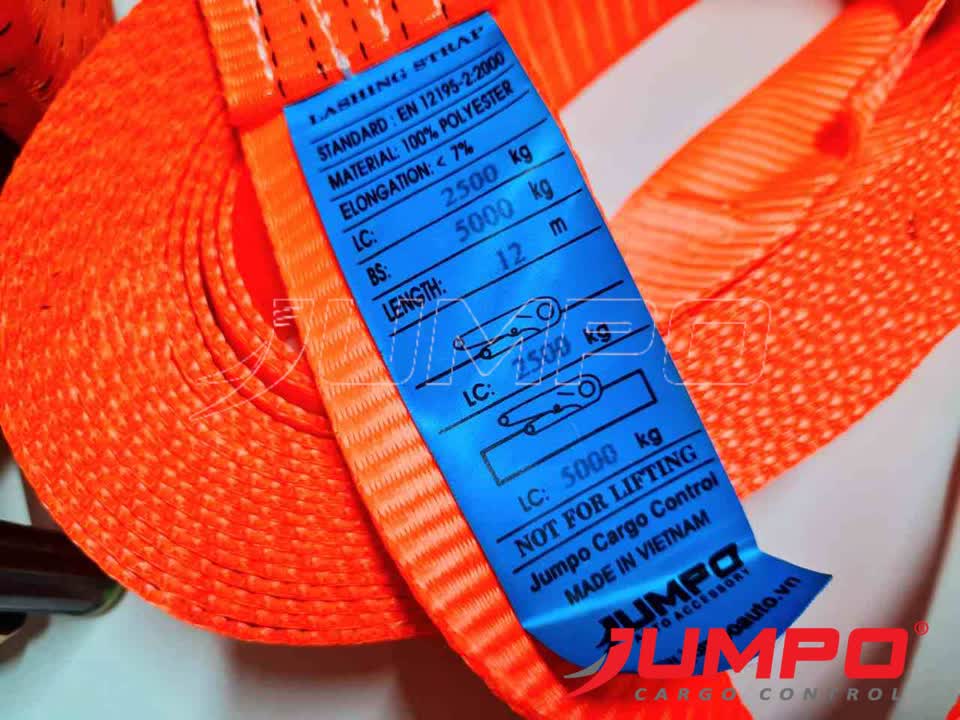 LASHING STRAP
STANDARD : EN 12195-2:2000
MATERIAL: 100% POLYESTER
ELONGATION: < 7%
LC: 2500 kg
BS: 5000 kg
LENGTH: 12 m
LC: 2500 kg
LC: 5000 kg
NOT FOR LIFTING
Jumpo Cargo Control
MADE IN VIETNAM
JUMPO
ACCESSORY
JUMPO
JUMPO®
CARGO CONTROL